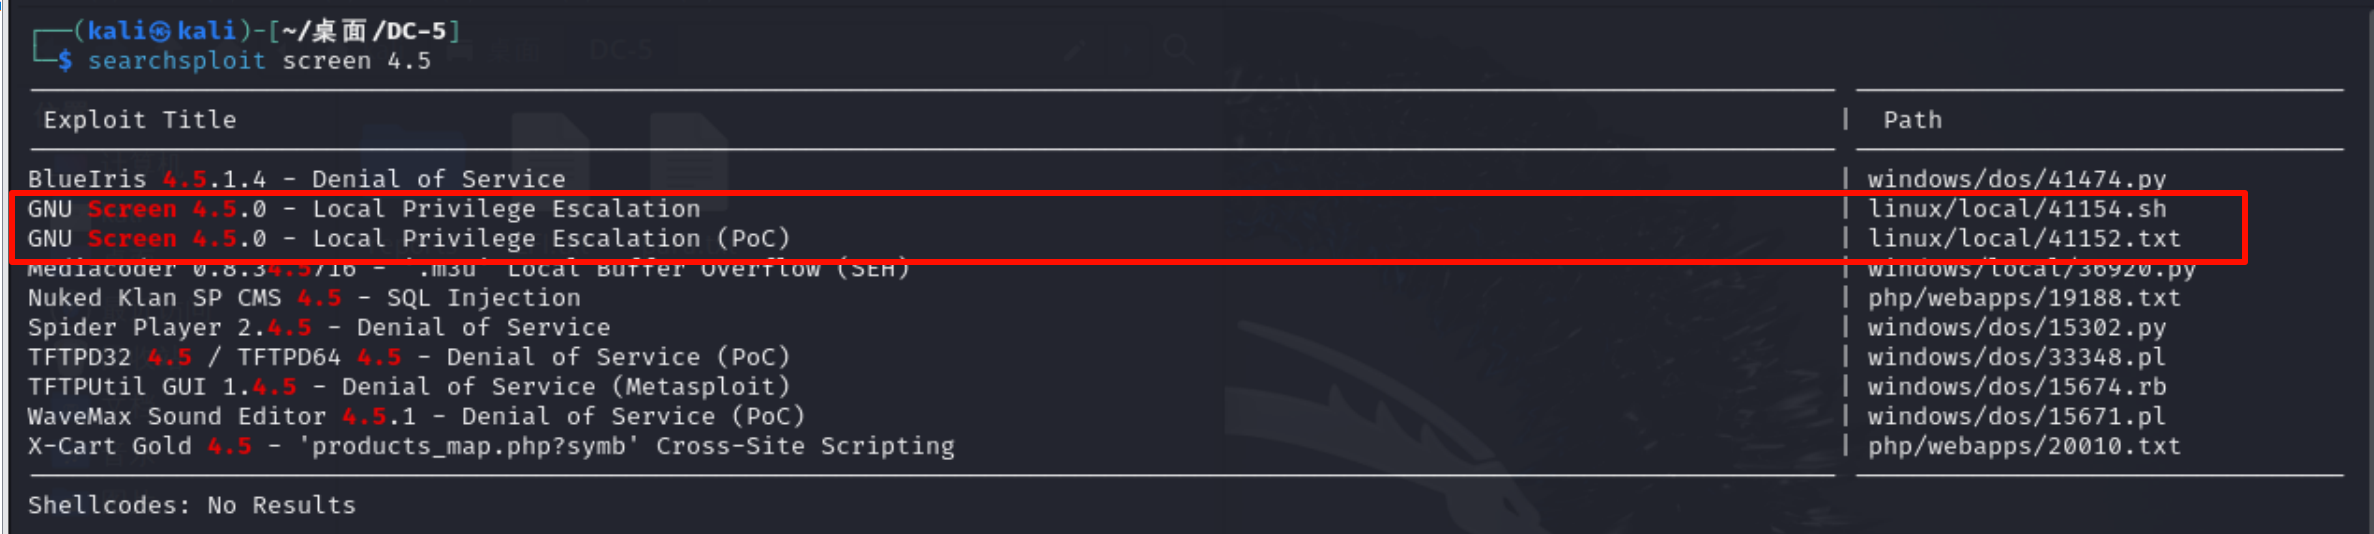 ┌──(kali㉿kali)-[~/桌面/DC-5]
└─$ searchsploit screen 4.5
Exploit Title | Path
BlueIris 4.5.1.4 - Denial of Service | windows/dos/41474.py
GNU Screen 4.5.0 - Local Privilege Escalation | linux/local/41154.sh
GNU Screen 4.5.0 - Local Privilege Escalation (PoC) | linux/local/41152.txt
Mediacoder 0.8.34.5716 - '.m3u' Local Buffer Overflow (SEH) | windows/local/36920.py
Nuked Klan SP CMS 4.5 - SQL Injection | php/webapps/19188.txt
Spider Player 2.4.5 - Denial of Service | windows/dos/15302.py
TFTPD32 4.5 / TFTPD64 4.5 - Denial of Service (PoC) | windows/dos/33348.pl
TFTPUtil GUI 1.4.5 - Denial of Service (Metasploit) | windows/dos/15674.rb
WaveMax Sound Editor 4.5.1 - Denial of Service (PoC) | windows/dos/15671.pl
X-Cart Gold 4.5 - 'products_map.php?symb' Cross-Site Scripting | php/webapps/20010.txt
Shellcodes: No Results